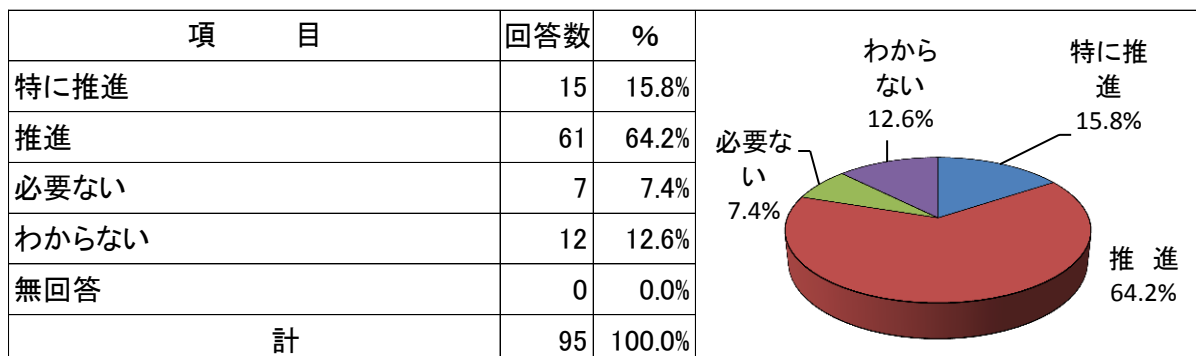 項　　目 回答数 %
特に推進 15 15.8%
推進 61 64.2%
必要ない 7 7.4%
わからない 12 12.6%
無回答 0 0.0%
計 95 100.0%
わから
ない
12.6%
特に推
進
15.8%
必要な
い
7.4%
推 進
64.2%